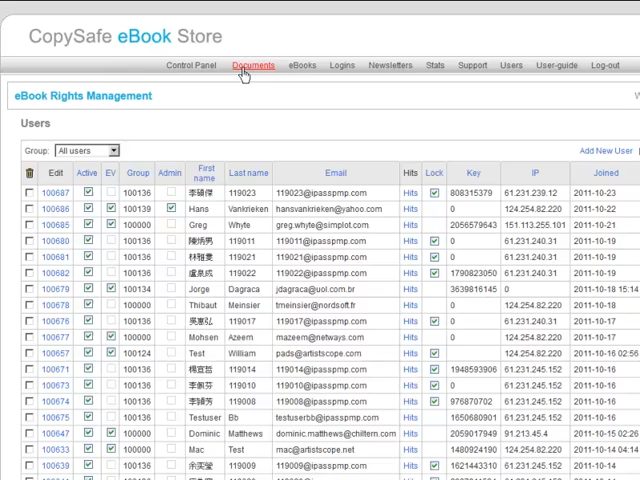 CopySafe eBook Store
Control Panel Documents eBooks Logins Newsletters Stats Support Users User-guide Log-out
eBook Rights Management W
Users
Group: All users Add New User |
Edit Active EV Group Admin First name Last name Email Hits Lock Key IP Joined
100687 100136 李碩傑 119023 119023@ipasspmp.com Hits 808315379 61.231.239.12 2011-10-23
100686 100139 Hans Vankrieken hansvankrieken@yahoo.com Hits 0 124.254.82.220 2011-10-22
100685 100000 Greg Whyte greg.whyte@simplot.com Hits 2056579643 151.113.255.101 2011-10-21
100680 100136 陳炳男 119011 119011@ipasspmp.com Hits 0 61.231.240.31 2011-10-19
100681 100136 林雅雯 119021 119021@ipasspmp.com Hits 0 61.231.240.31 2011-10-19
100682 100136 盧泉成 119022 119022@ipasspmp.com Hits 1790823050 61.231.240.31 2011-10-19
100679 100134 Jorge Dagraca jdagraca@uol.com.br Hits 3639816145 0 2011-10-18 15:14
100678 100000 Thibaut Meinsier tmeinsier@nordsoft.fr Hits 0 124.254.82.220 2011-10-18
100676 100136 119017 119017@ipasspmp.com Hits 0 61.231.240.31 2011-10-17
100677 100000 Mohsen Azeem mazeem@netways.com Hits 0 124.254.82.220 2011-10-17
100657 100124 Test William pads@artistscope.com Hits 124.254.82.220 2011-10-16 02:56
100671 100136 119014 119014@ipasspmp.com Hits 1948593906 61.231.245.152 2011-10-16
100673 100136 119010 119010@ipasspmp.com Hits 0 61.231.245.152 2011-10-16
100674 100136 119008 119008@ipasspmp.com Hits 976870702 61.231.245.152 2011-10-16
100675 100136 Testuser Bb testuserbb@ipasspmp.com Hits 1650680901 61.231.245.152 2011-10-16
100647 100000 Dominic Matthews dominic.matthews@chiltern.com Hits 2059017949 91.213.45.4 2011-10-15 02:26
100633 100000 Mac Test mac@artistscope.net Hits 1480924190 124.254.82.220 2011-10-14 04:14
100639 100136 119009 119009@ipasspmp.com Hits 1621443310 61.231.245.152 2011-10-14